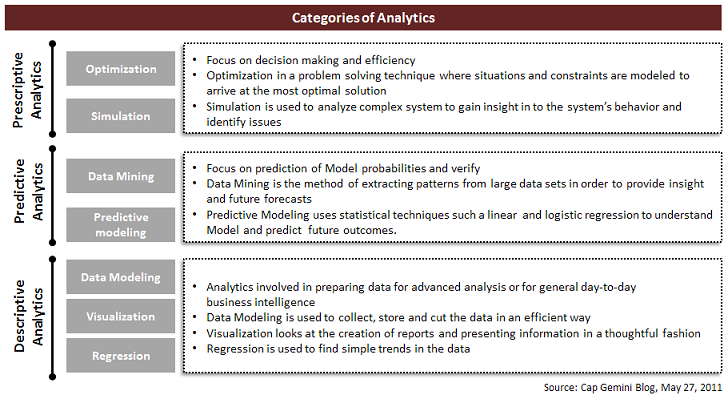 Categories of Analytics
Prescriptive
Analytics
Optimization
Simulation
• Focus on decision making and efficiency
• Optimization in a problem solving technique where situations and constraints are modeled to
arrive at the most optimal solution
• Simulation is used to analyze complex system to gain insight in to the system's behavior and
identify issues
Predictive
Analytics
Data Mining
Predictive
modeling
• Focus on prediction of Model probabilities and verify
• Data Mining is the method of extracting patterns from large data sets in order to provide insight
and future forecasts
• Predictive Modeling uses statistical techniques such a linear and logistic regression to understand
Model and predict future outcomes.
Descriptive
Analytics
Data Modeling
Visualization
Regression
• Analytics involved in preparing data for advanced analysis or for general day-to-day
business intelligence
• Data Modeling is used to collect, store and cut the data in an efficient way
• Visualization looks at the creation of reports and presenting information in a thoughtful fashion
• Regression is used to find simple trends in the data
Source: Cap Gemini Blog, May 27, 2011